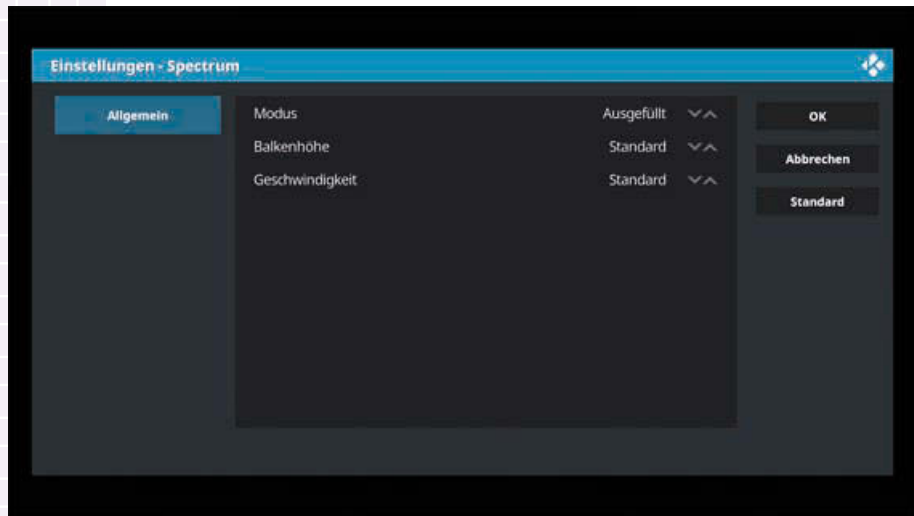 Einstellungen - Spectrum
Allgemein
Modus Ausgefüllt
Balkenhöhe Standard
Geschwindigkeit Standard
OK
Abbrechen
Standard